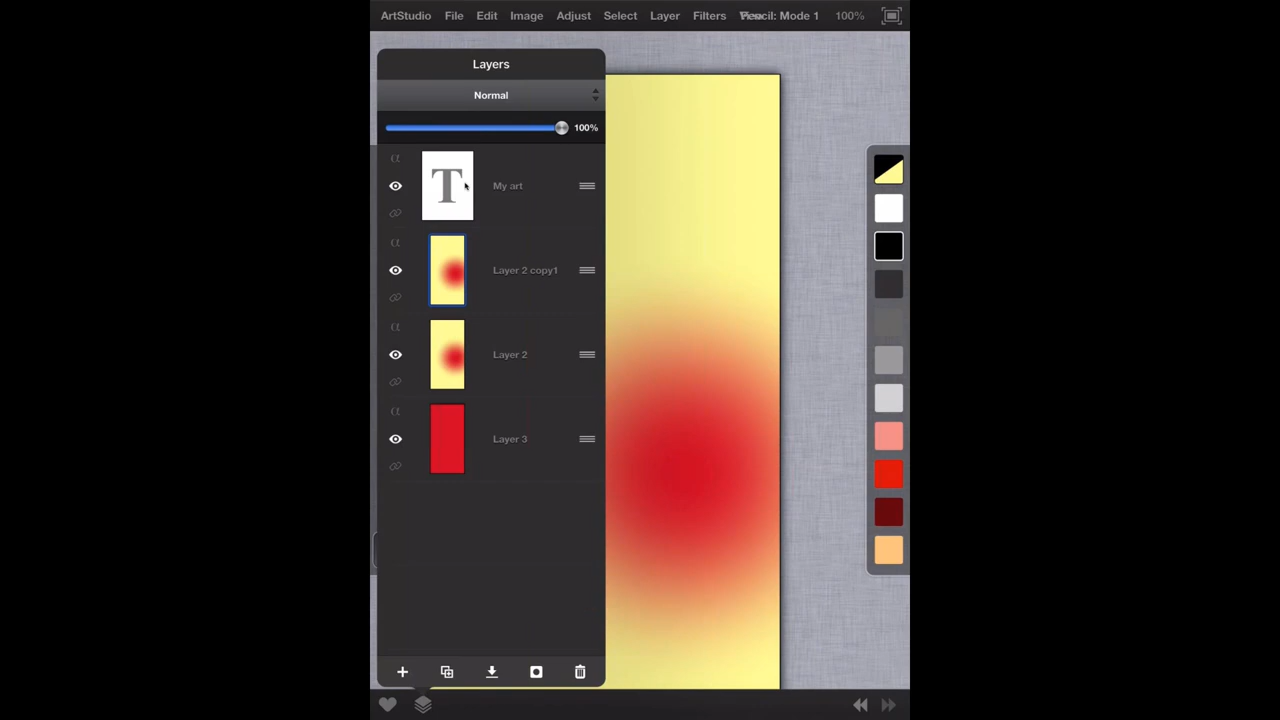 ArtStudio File Edit Image Adjust Select Layer Filters Pencil: Mode 1 100%
Layers
Normal
100%
α
T
My art
α
Layer 2 copy1
α
Layer 2
α
Layer 3